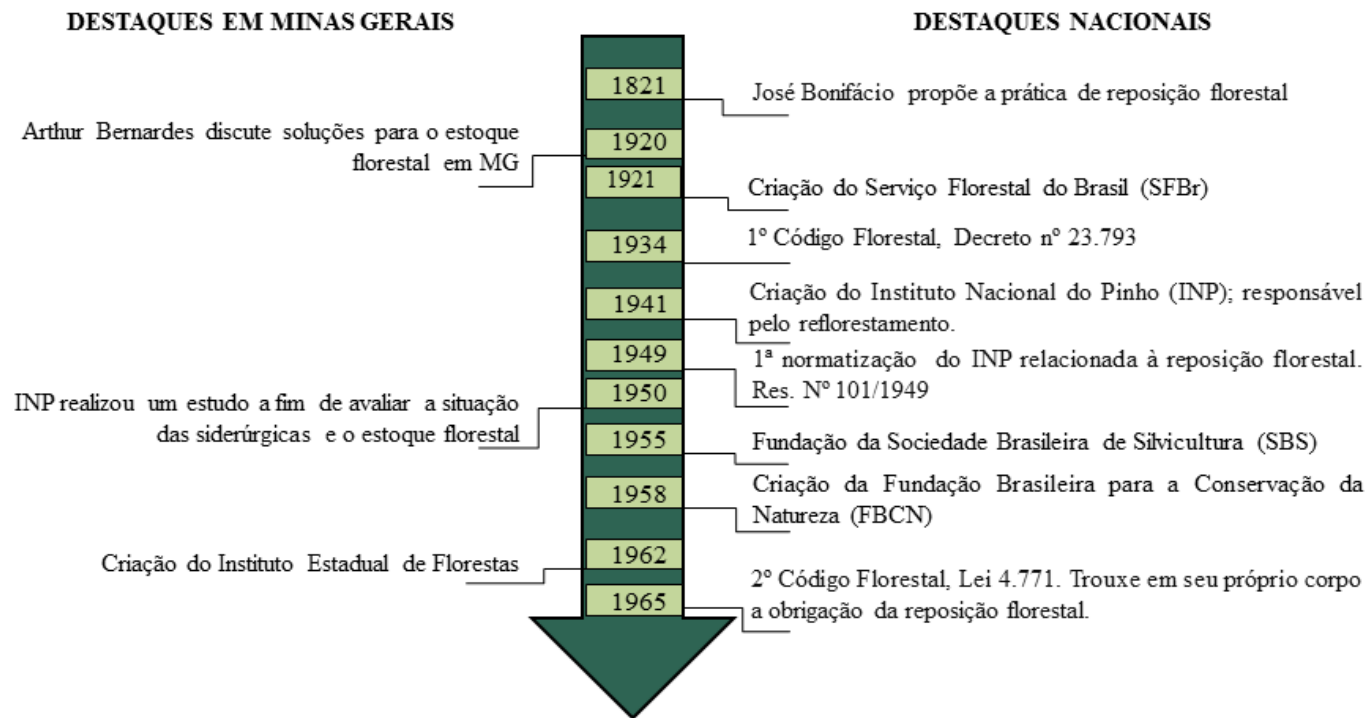 DESTAQUES EM MINAS GERAIS
DESTAQUES NACIONAIS
1821
José Bonifácio propõe a prática de reposição florestal
Arthur Bernardes discute soluções para o estoque
florestal em MG
1920
1921
Criação do Serviço Florestal do Brasil (SFBr)
1934
1º Código Florestal, Decreto nº 23.793
1941
Criação do Instituto Nacional do Pinho (INP); responsável
pelo reflorestamento.
1949
1ª normatização do INP relacionada à reposição florestal.
Res. Nº 101/1949
INP realizou um estudo a fim de avaliar a situação
das siderúrgicas e o estoque florestal
1950
1955
Fundação da Sociedade Brasileira de Silvicultura (SBS)
1958
Criação da Fundação Brasileira para a Conservação da
Natureza (FBCN)
Criação do Instituto Estadual de Florestas
1962
1965
2º Código Florestal, Lei 4.771. Trouxe em seu próprio corpo
a obrigação da reposição florestal.